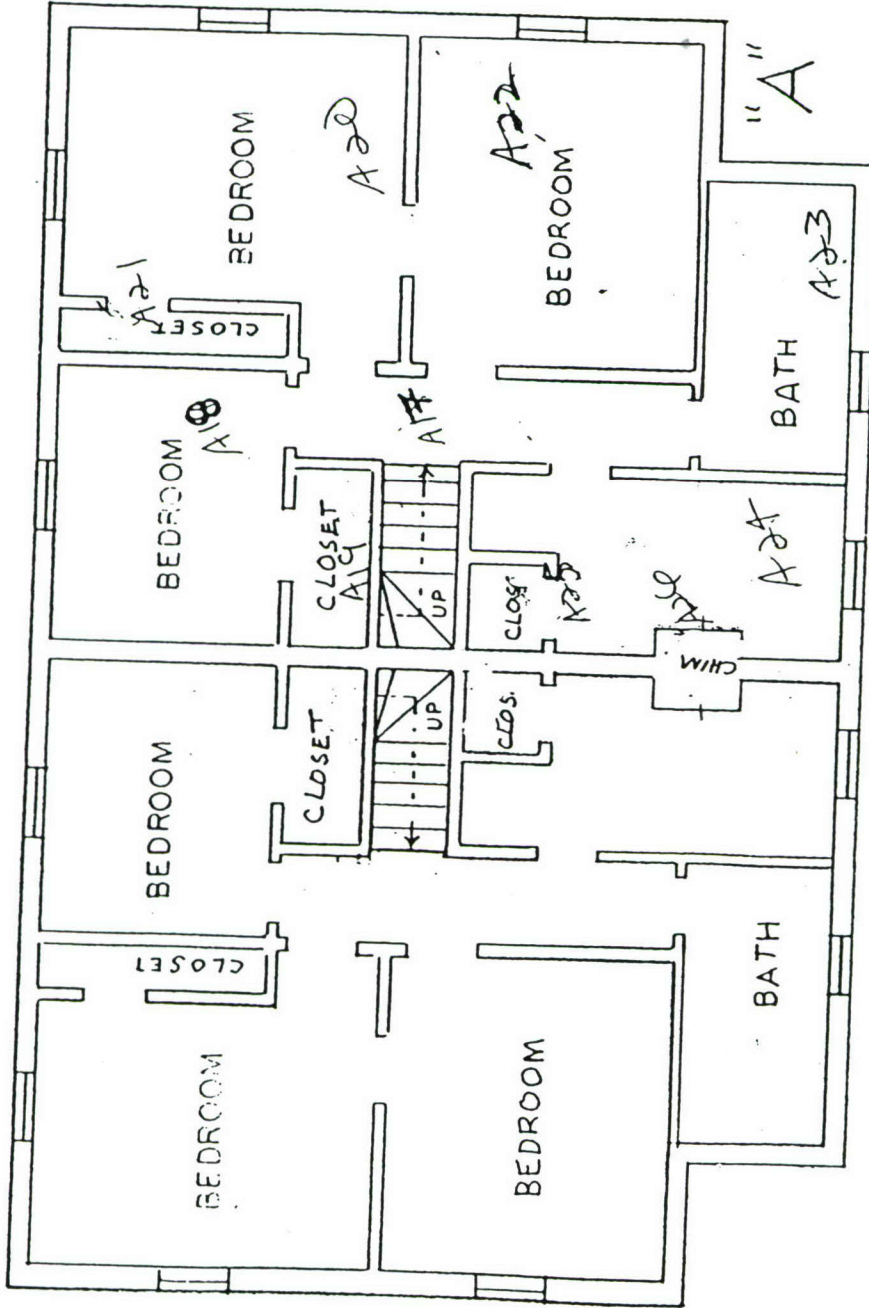 BEDROOM
BEDROOM
BEDROOM
BEDROOM
A18
A21
CLOSET
CLOSET
CLOSET
CLOSET
A19
A20
UP
UP
A17
BEDROOM
CLOS.
CLOS.
A25
BEDROOM
A22
CHIM
A26
BATH
A24
BATH
A23
"A"